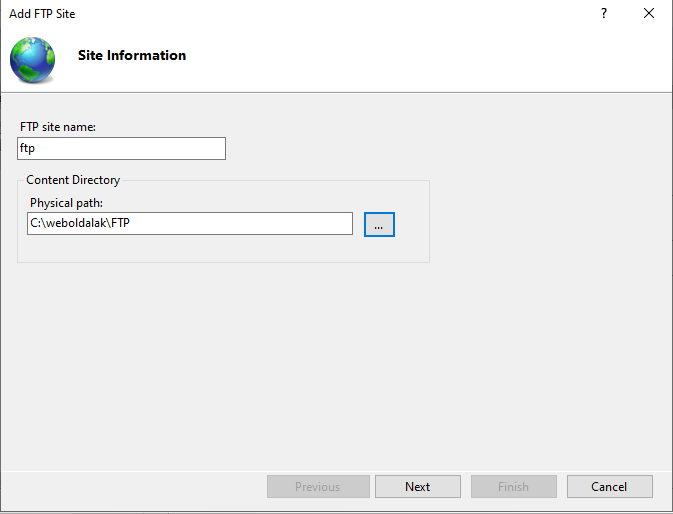 Add FTP Site
?
Site Information
FTP site name:
ftp
Content Directory
Physical path:
C:\weboldalak\FTP
...
Previous
Next
Finish
Cancel